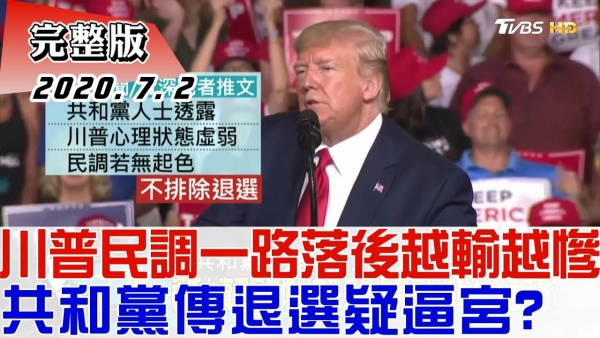 TVBS HD
完整版
2020.7.2
深 者推文
共和黨人士透露
川普心理狀態虛弱
民調若無起色
不排除退選
KEEP
AMERICA
川普民調一路落後越輸越慘
共和黨傳退選疑逼宮?